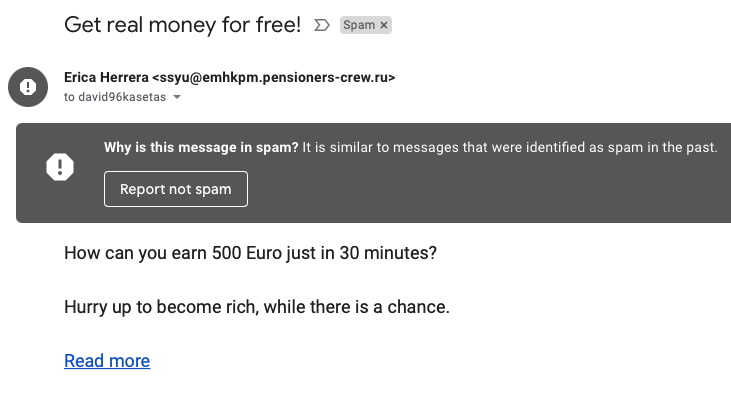 Get real money for free! Spam ×
Erica Herrera <ssyu@emhkpm.pensioners-crew.ru>
to david96kasetas
Why is this message in spam? It is similar to messages that were identified as spam in the past.
Report not spam
How can you earn 500 Euro just in 30 minutes?
Hurry up to become rich, while there is a chance.
Read more